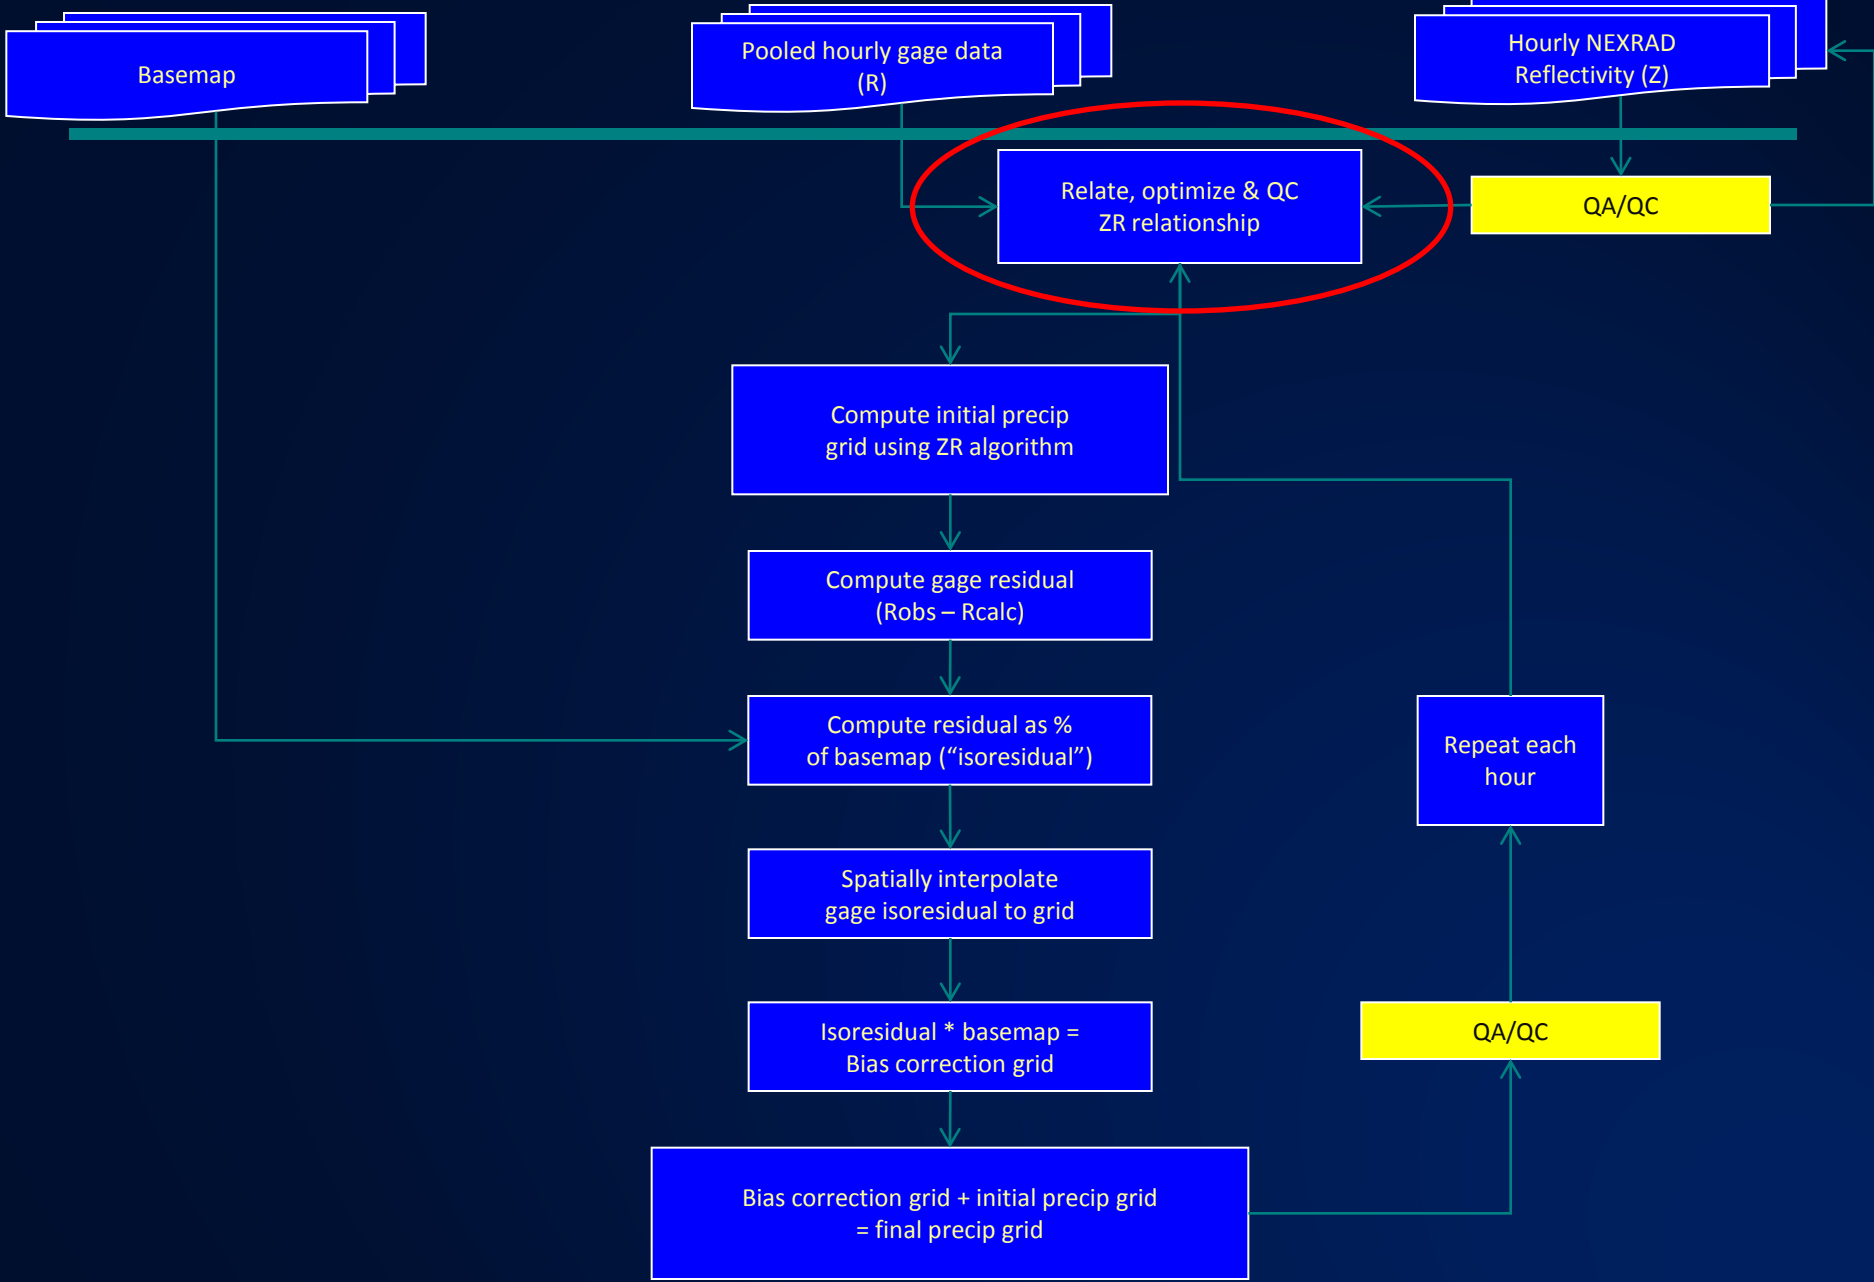 Basemap
Pooled hourly gage data
(R)
Hourly NEXRAD
Reflectivity (Z)
Relate, optimize & QC
ZR relationship
QA/QC
Compute initial precip
grid using ZR algorithm
Compute gage residual
(Robs – Rcalc)
Compute residual as %
of basemap (“isoresidual”)
Repeat each
hour
Spatially interpolate
gage isoresidual to grid
Isoresidual * basemap =
Bias correction grid
QA/QC
Bias correction grid + initial precip grid
= final precip grid